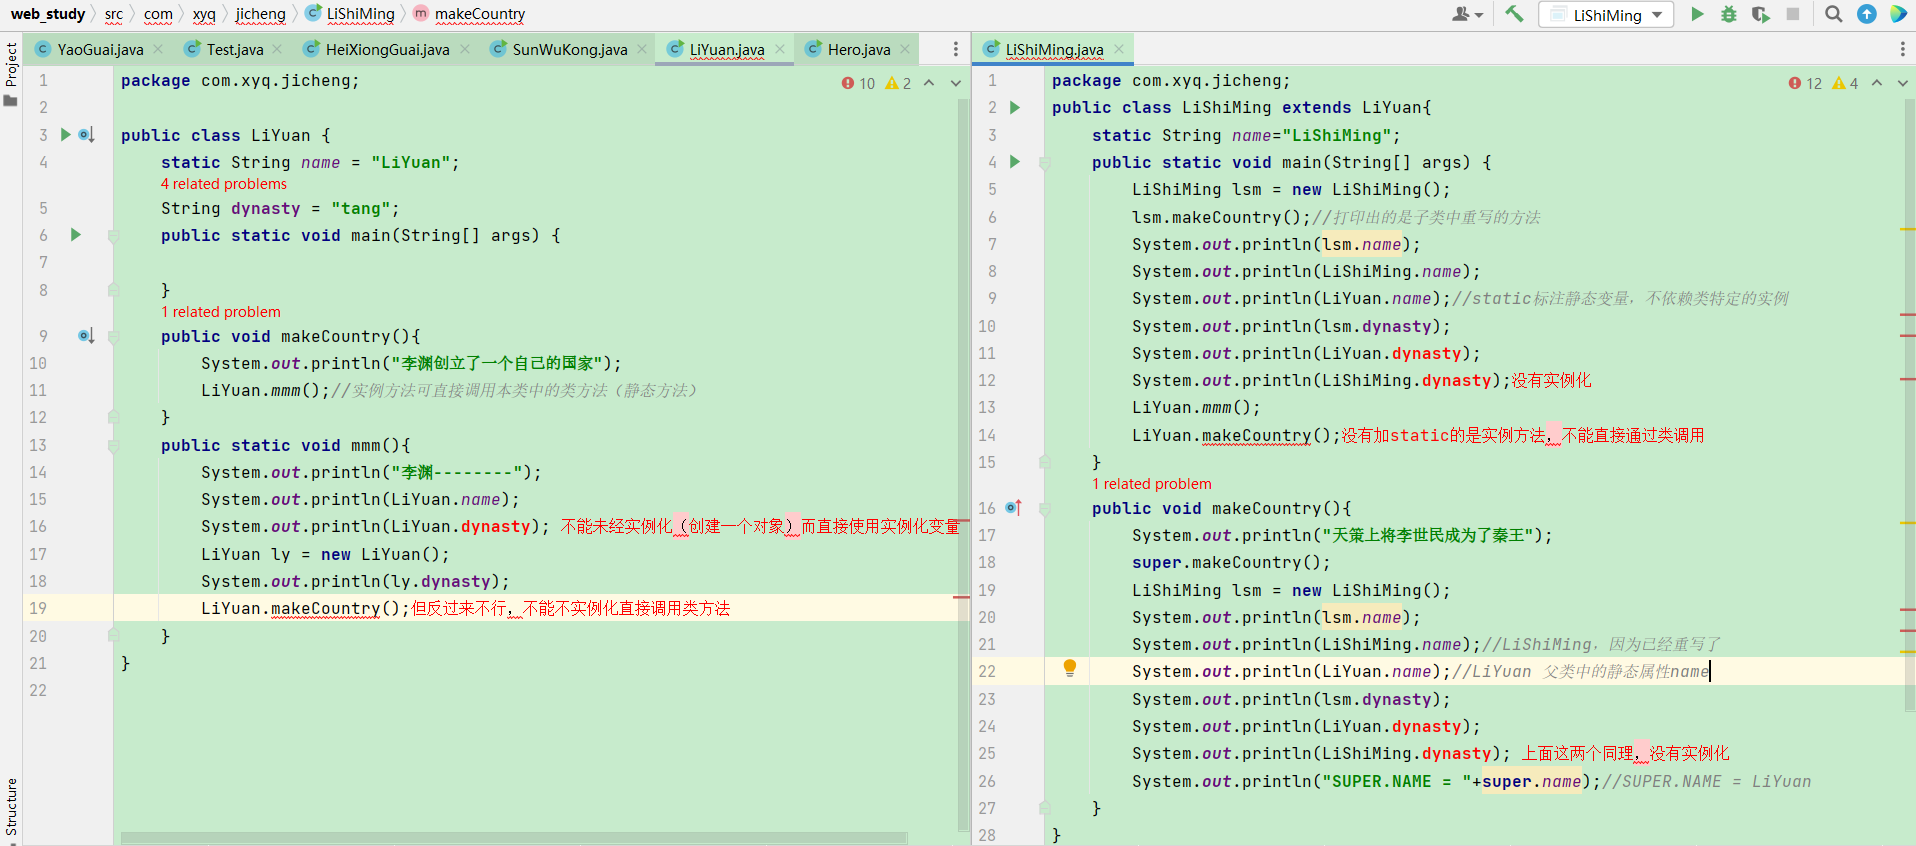 web_study  src  com  xyq  jicheng  LiShiMing  makeCountry
LiShiMing
Project
Structure
YaoGuai.java  Test.java  HeiXiongGuai.java  SunWuKong.java  LiYuan.java  Hero.java
10  2
1 package com.xyq.jicheng;
2
3 public class LiYuan {
4 static String name = "LiYuan";
4 related problems
5 String dynasty = "tang";
6 public static void main(String[] args) {
7
8 }
1 related problem
9 public void makeCountry(){
10 System.out.println("李渊创立了一个自己的国家");
11 LiYuan.mmm();//实例方法可直接调用本类中的类方法（静态方法）
12 }
13 public static void mmm(){
14 System.out.println("李渊--------");
15 System.out.println(LiYuan.name);
16 System.out.println(LiYuan.dynasty); 不能未经实例化（创建一个对象）而直接使用实例化变量
17 LiYuan ly = new LiYuan();
18 System.out.println(ly.dynasty);
19 LiYuan.makeCountry();但反过来不行，不能不实例化直接调用类方法
20 }
21 }
22
LiShiMing.java
12  4
1 package com.xyq.jicheng;
2 public class LiShiMing extends LiYuan{
3 static String name="LiShiMing";
4 public static void main(String[] args) {
5 LiShiMing lsm = new LiShiMing();
6 lsm.makeCountry();//打印出的是子类中重写的方法
7 System.out.println(lsm.name);
8 System.out.println(LiShiMing.name);
9 System.out.println(LiYuan.name);//static标注静态变量，不依赖类特定的实例
10 System.out.println(lsm.dynasty);
11 System.out.println(LiYuan.dynasty);
12 System.out.println(LiShiMing.dynasty);没有实例化
13 LiYuan.mmm();
14 LiYuan.makeCountry();没有加static的是实例方法，不能直接通过类调用
15 }
1 related problem
16 public void makeCountry(){
17 System.out.println("天策上将李世民成为了秦王");
18 super.makeCountry();
19 LiShiMing lsm = new LiShiMing();
20 System.out.println(lsm.name);
21 System.out.println(LiShiMing.name);//LiShiMing，因为已经重写了
22 System.out.println(LiYuan.name);//LiYuan 父类中的静态属性name
23 System.out.println(lsm.dynasty);
24 System.out.println(LiYuan.dynasty);
25 System.out.println(LiShiMing.dynasty); 上面这两个同理，没有实例化
26 System.out.println("SUPER.NAME = "+super.name);//SUPER.NAME = LiYuan
27 }
28 }